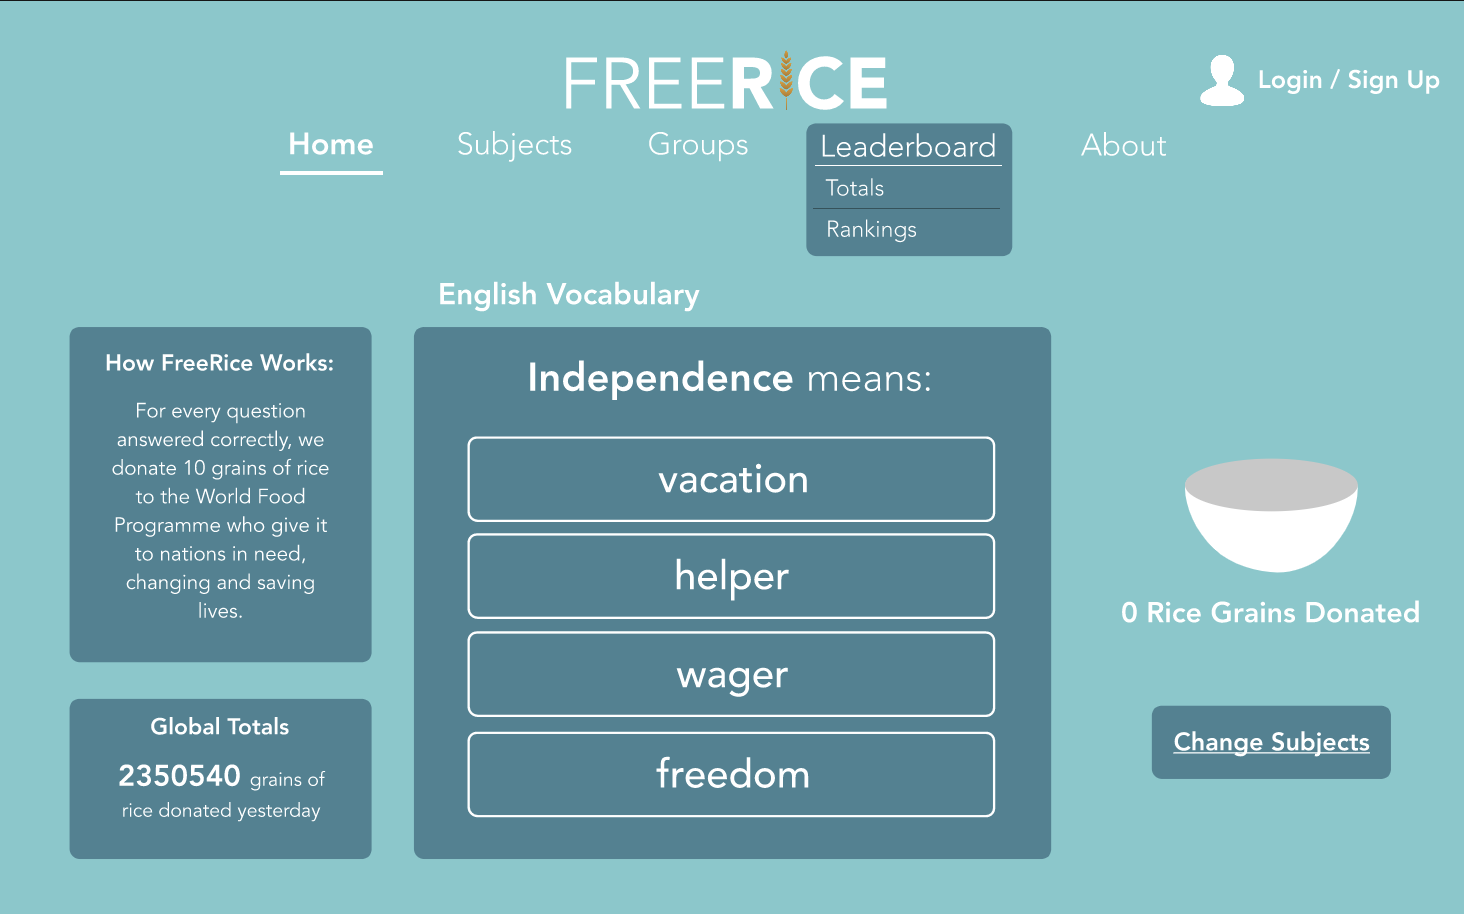 FREERICE
Login / Sign Up
Home
Subjects
Groups
Leaderboard
About
Totals
Rankings
English Vocabulary
How FreeRice Works:
For every question
answered correctly, we
donate 10 grains of rice
to the World Food
Programme who give it
to nations in need,
changing and saving
lives.
Global Totals
2350540 grains of
rice donated yesterday
Independence means:
vacation
helper
wager
freedom
0 Rice Grains Donated
Change Subjects